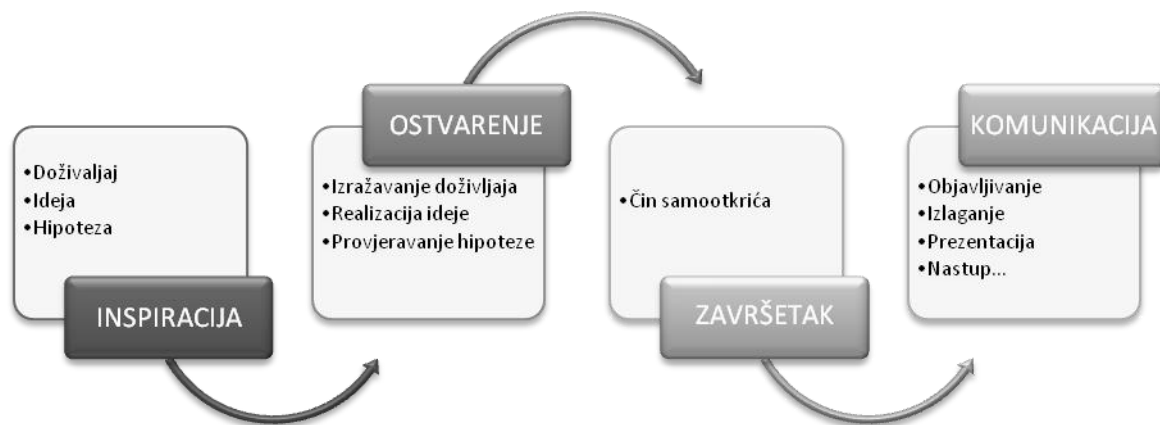 •Doživaljaj
•Ideja
•Hipoteza
INSPIRACIJA
OSTVARENJE
•Izražavanje doživljaja
•Realizacija ideje
•Provjeravanje hipoteze
•Čin samootkrića
ZAVRŠETAK
KOMUNIKACIJA
•Objavljivanje
•Izlaganje
•Prezentacija
•Nastup...